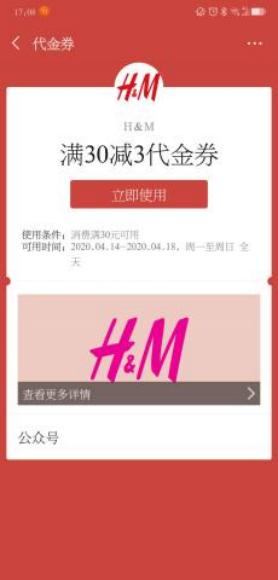 17:08
代金券
H&M
H&M
满30减3代金券
立即使用
使用条件：消费满30元可用
可用时间：2020.04.14-2020.04.18，周一至周日 全
天
H&M
查看更多详情
公众号